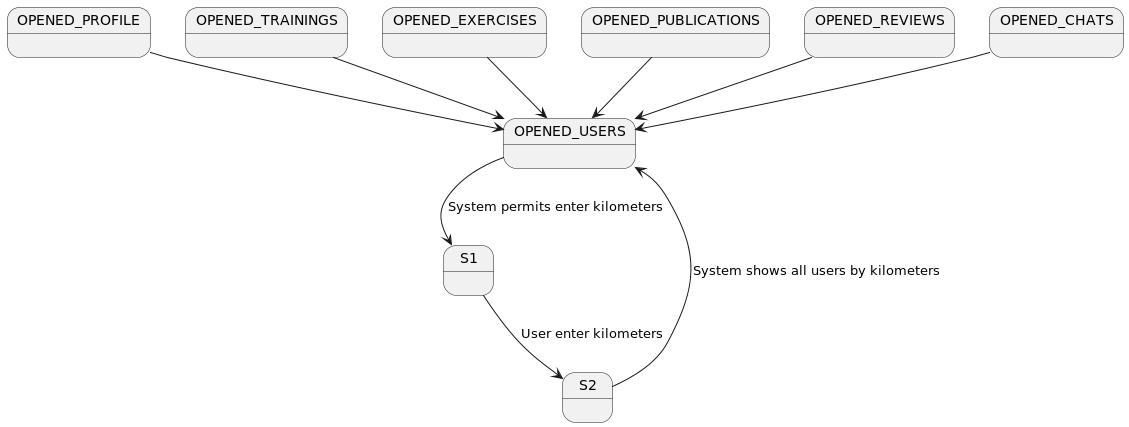 OPENED_PROFILE
OPENED_TRAININGS
OPENED_EXERCISES
OPENED_PUBLICATIONS
OPENED_REVIEWS
OPENED_CHATS
OPENED_USERS
System permits enter kilometers
S1
System shows all users by kilometers
User enter kilometers
S2